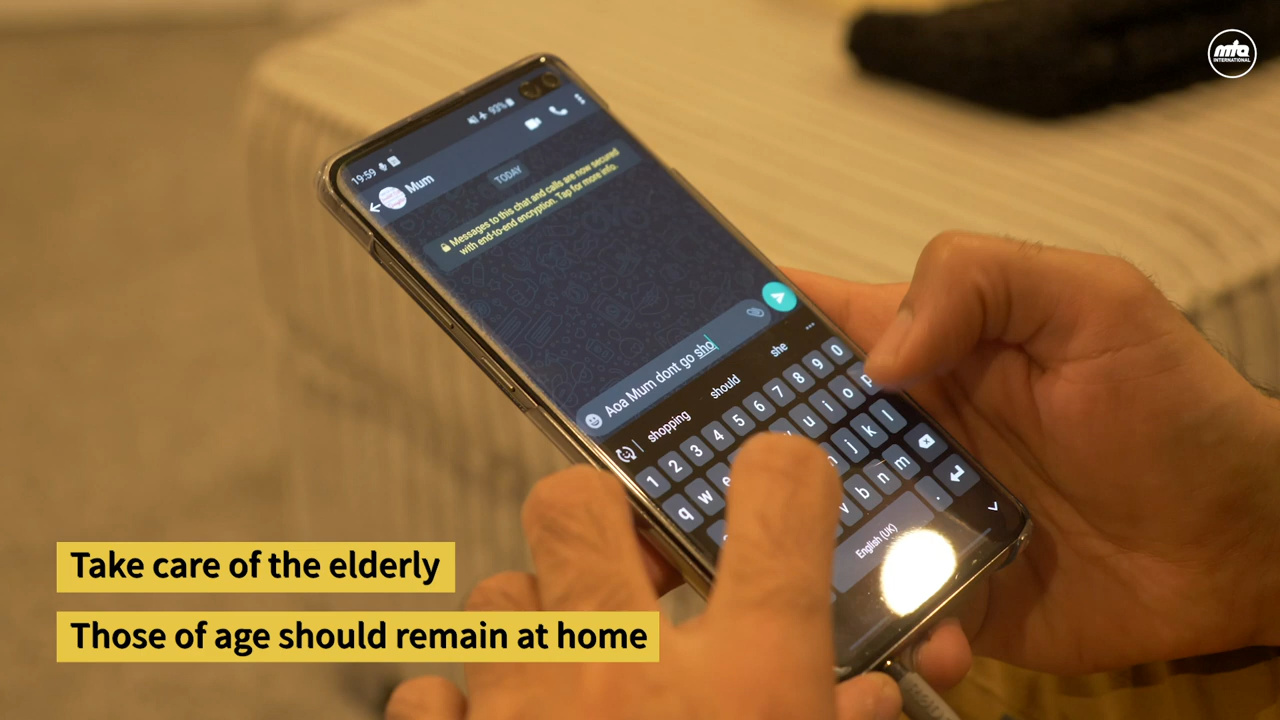 mta
INTERNATIONAL
19:59
93%
Mum
TODAY
Messages to this chat and calls are now secured
with end-to-end encryption. Tap for more info.
Aoa Mum dont go sho
shopping should she
1 2 3 4 5 6 7 8 9 0
q w e y u i o p
j k l
v b n m
English (UK) .
Take care of the elderly
Those of age should remain at home